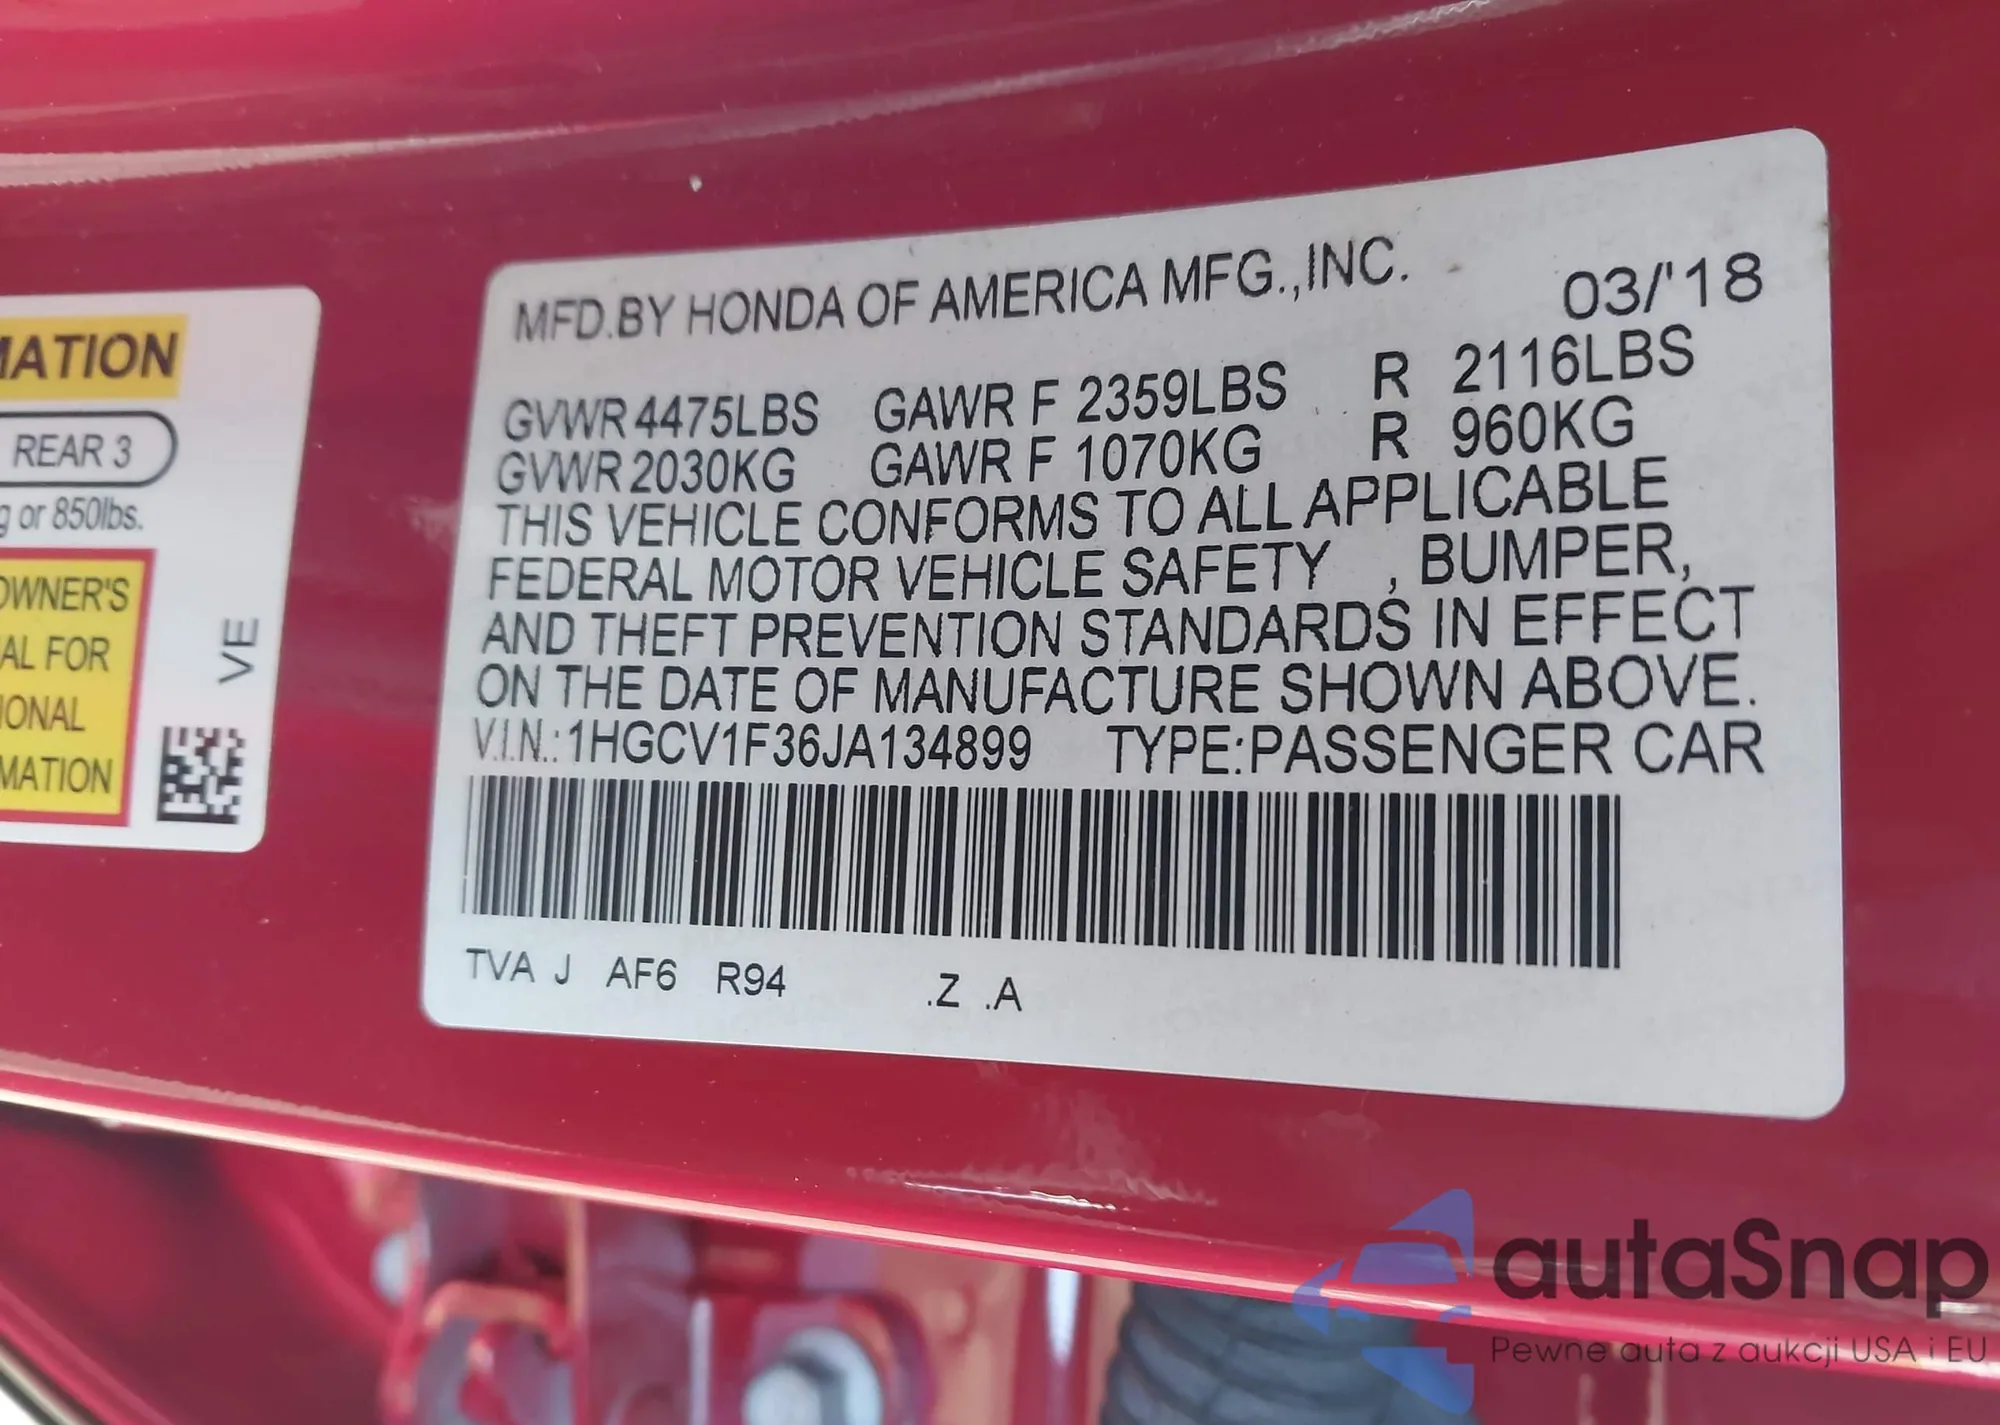 MATION
REAR 3
g or 850lbs.
OWNER'S
AL FOR
IONAL
MATION
VE
MFD.BY HONDA OF AMERICA MFG.,INC. 03/'18
GVWR 4475LBS GAWR F 2359LBS R 2116LBS
GVWR 2030KG GAWR F 1070KG R 960KG
THIS VEHICLE CONFORMS TO ALL APPLICABLE
FEDERAL MOTOR VEHICLE SAFETY , BUMPER,
AND THEFT PREVENTION STANDARDS IN EFFECT
ON THE DATE OF MANUFACTURE SHOWN ABOVE.
V.I.N.: 1HGCV1F36JA134899 TYPE:PASSENGER CAR
TVA J AF6 R94 .Z .A
autaSnap
Pewne auta z aukcji USA i EU